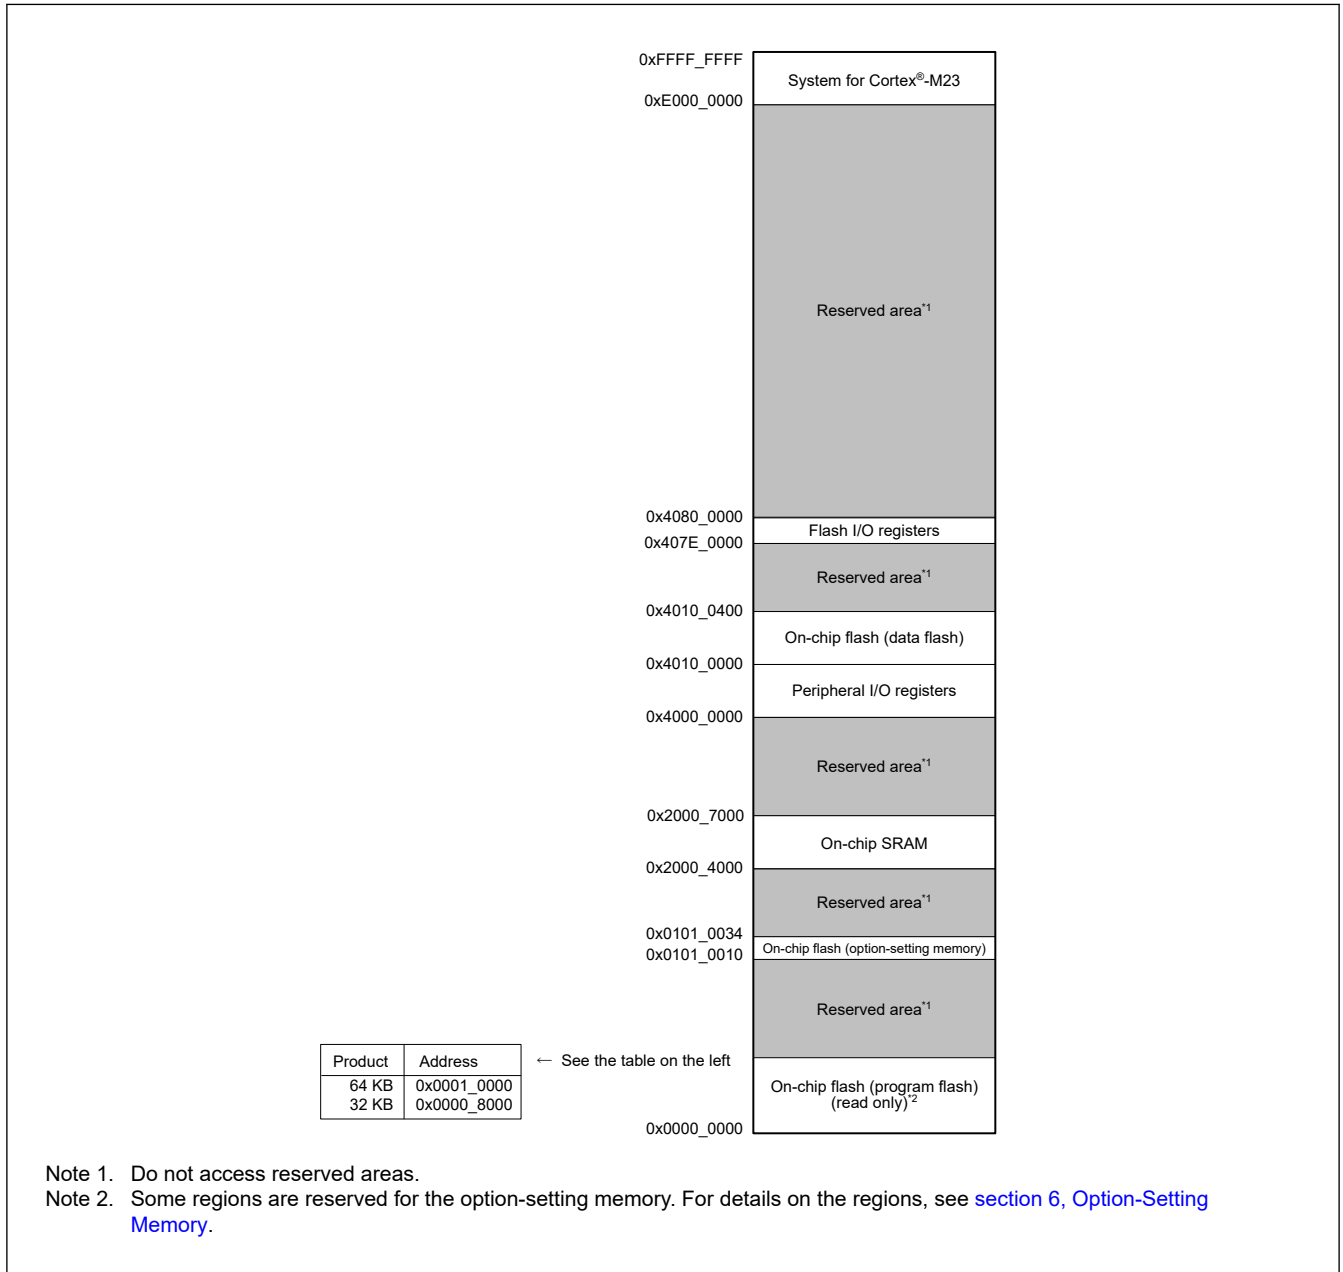 0xFFFF_FFFF
System for Cortex®-M23
0xE000_0000
Reserved area*1
0x4080_0000
Flash I/O registers
0x407E_0000
Reserved area*1
0x4010_0400
On-chip flash (data flash)
0x4010_0000
Peripheral I/O registers
0x4000_0000
Reserved area*1
0x2000_7000
On-chip SRAM
0x2000_4000
Reserved area*1
0x0101_0034
On-chip flash (option-setting memory)
0x0101_0010
Reserved area*1
Product Address ← See the table on the left
64 KB 0x0001_0000
32 KB 0x0000_8000
On-chip flash (program flash)
(read only)*2
0x0000_0000
Note 1. Do not access reserved areas.
Note 2. Some regions are reserved for the option-setting memory. For details on the regions, see section 6, Option-Setting
Memory.